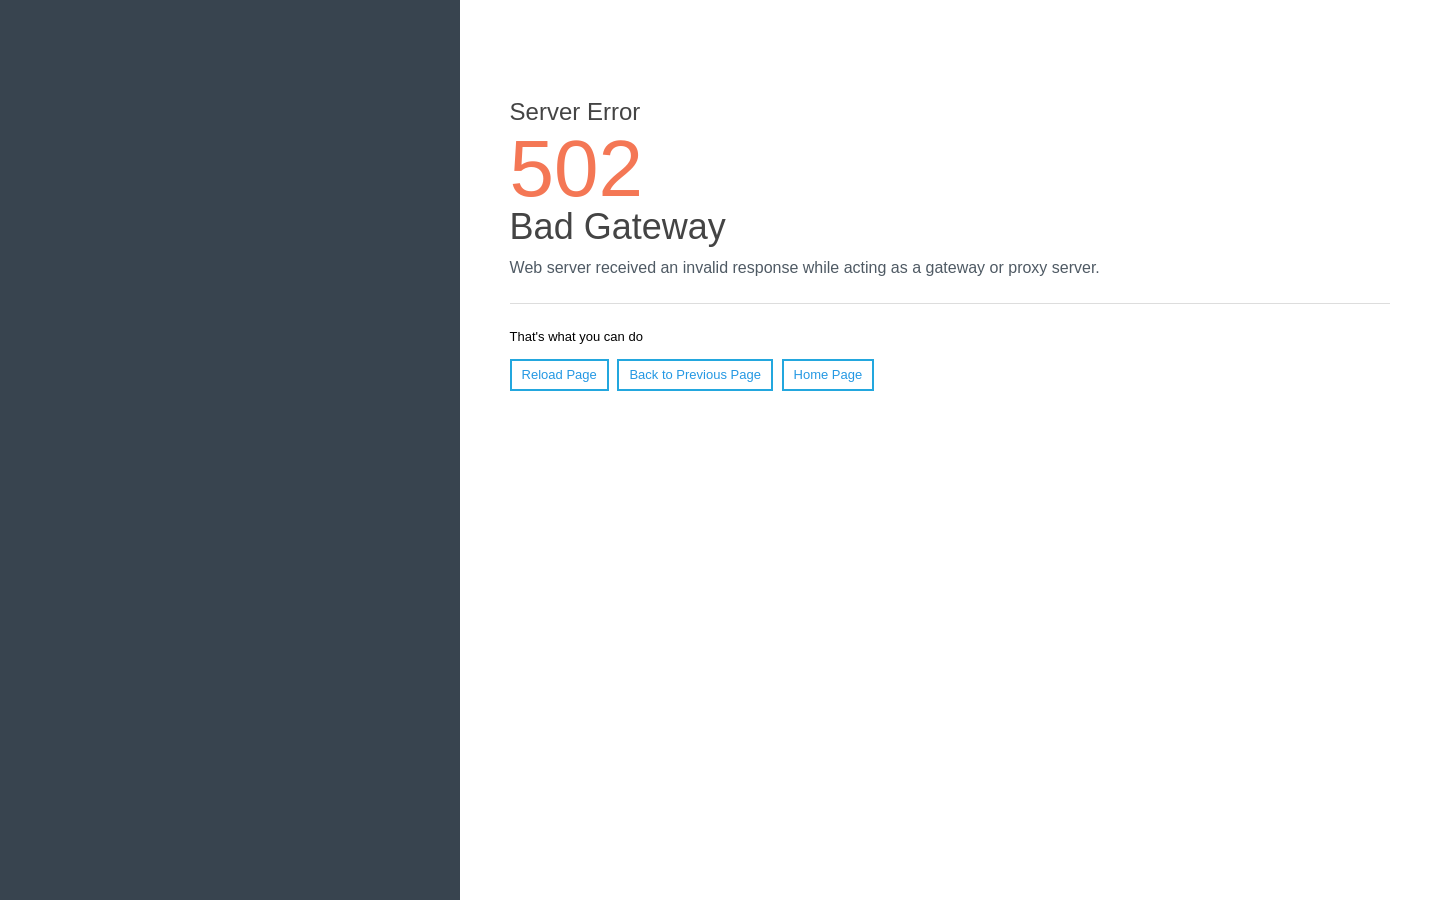 Server Error
502
Bad Gateway
Web server received an invalid response while acting as a gateway or proxy server.
That's what you can do
Reload Page Back to Previous Page Home Page